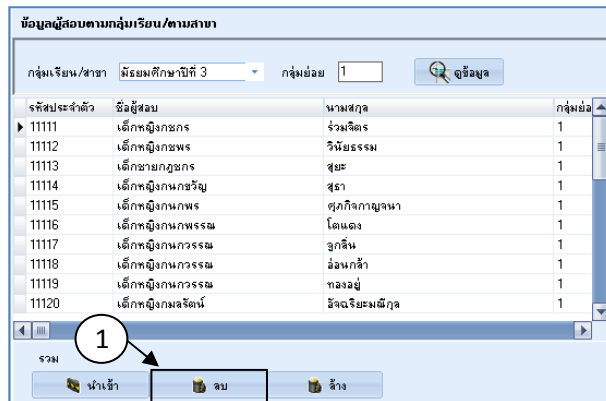 ข้อมูลผู้สอบตามกลุ่มเรียน/ตามสาขา
กลุ่มเรียน/สาขา มัธยมศึกษาปีที่ 3 กลุ่มย่อย 1 ดูข้อมูล
รหัสประจำตัว ชื่อผู้สอบ นามสกุล กลุ่มย่อ
11111 เด็กหญิงกชกร ร่วมจิตร 1
11112 เด็กหญิงกชพร วินัยธรรม 1
11113 เด็กชายกฎชกร สุยะ 1
11114 เด็กหญิงกนกขวัญ สุธา 1
11115 เด็กหญิงกนกพร ศุภกิจกาญจนา 1
11116 เด็กหญิงกนกพรรณ โตแดง 1
11117 เด็กหญิงกนกวรรณ จูกลิ่น 1
11118 เด็กหญิงกนกวรรณ อ่อนกล้า 1
11119 เด็กหญิงกนกวรรณ ทองอยู่ 1
11120 เด็กหญิงกมลรัตน์ อัจฉริยะมณีกุล 1
1
รวม
นำเข้า ลบ ล้าง